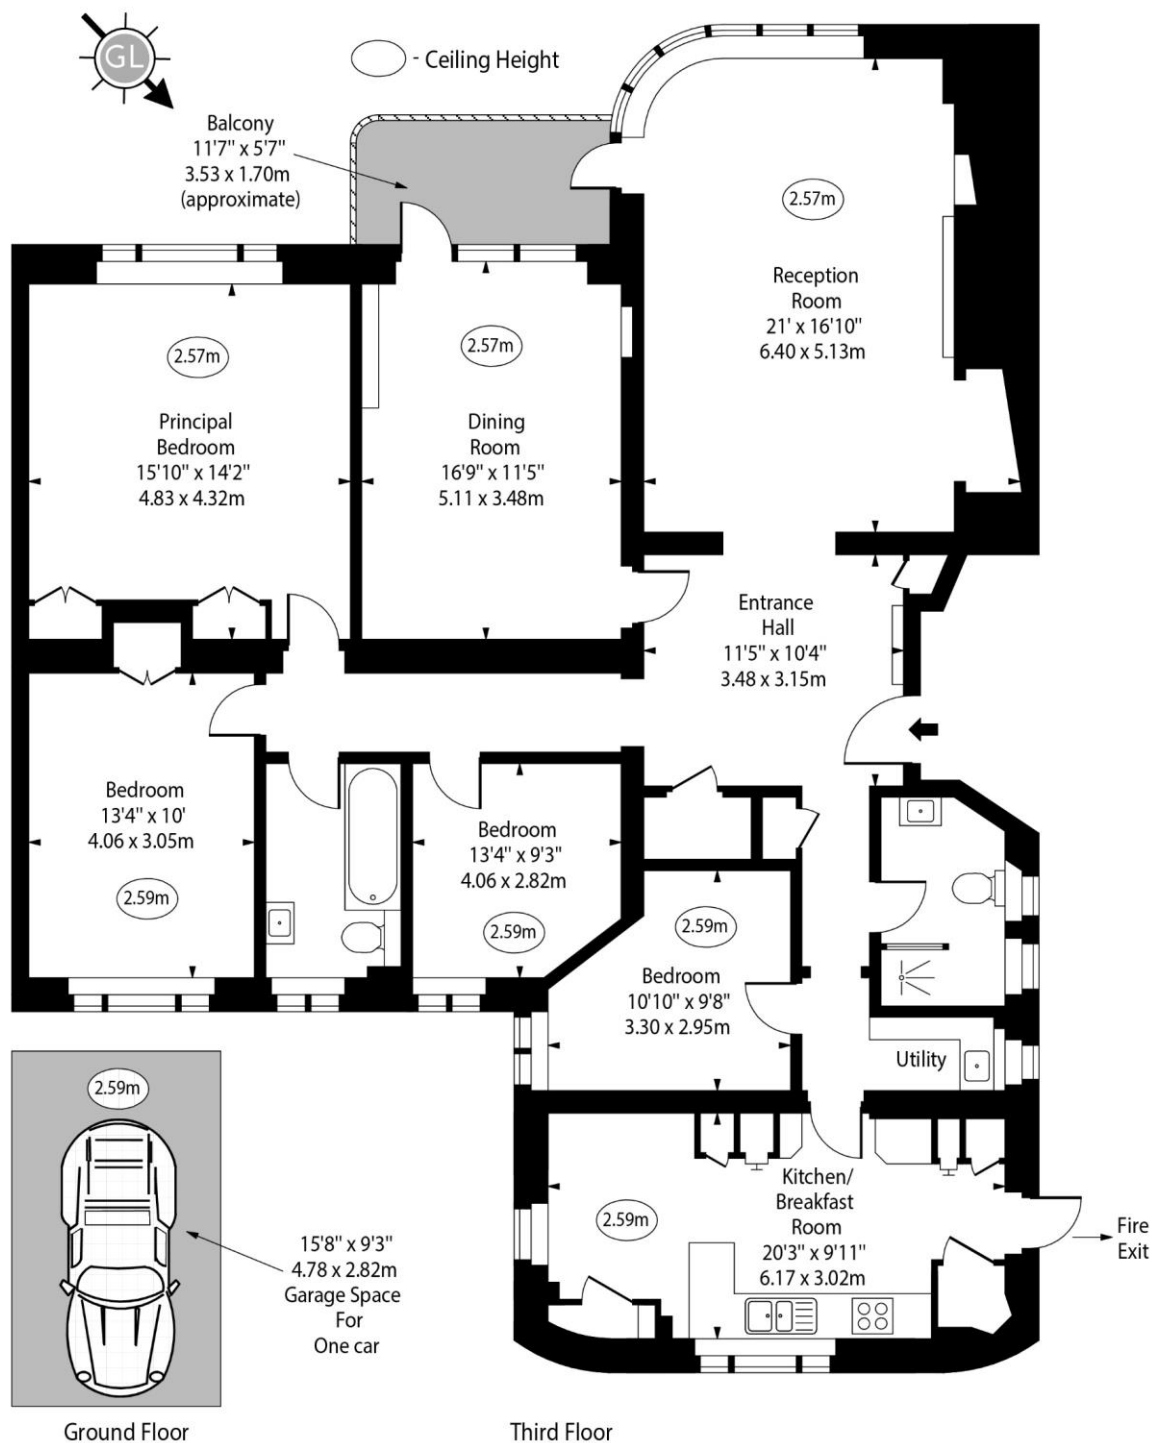 GL
- Ceiling Height
Balcony
11'7" x 5'7"
3.53 x 1.70m
(approximate)
2.57m
Reception
Room
21' x 16'10"
6.40 x 5.13m
2.57m
Principal
Bedroom
15'10" x 14'2"
4.83 x 4.32m
2.57m
Dining
Room
16'9" x 11'5"
5.11 x 3.48m
Entrance
Hall
11'5" x 10'4"
3.48 x 3.15m
Bedroom
13'4" x 10'
4.06 x 3.05m
2.59m
Bedroom
13'4" x 9'3"
4.06 x 2.82m
2.59m
2.59m
Bedroom
10'10" x 9'8"
3.30 x 2.95m
Utility
2.59m
Kitchen/
Breakfast
Room
20'3" x 9'11"
6.17 x 3.02m
Fire
Exit
2.59m
15'8" x 9'3"
4.78 x 2.82m
Garage Space
For
One car
Ground Floor
Third Floor